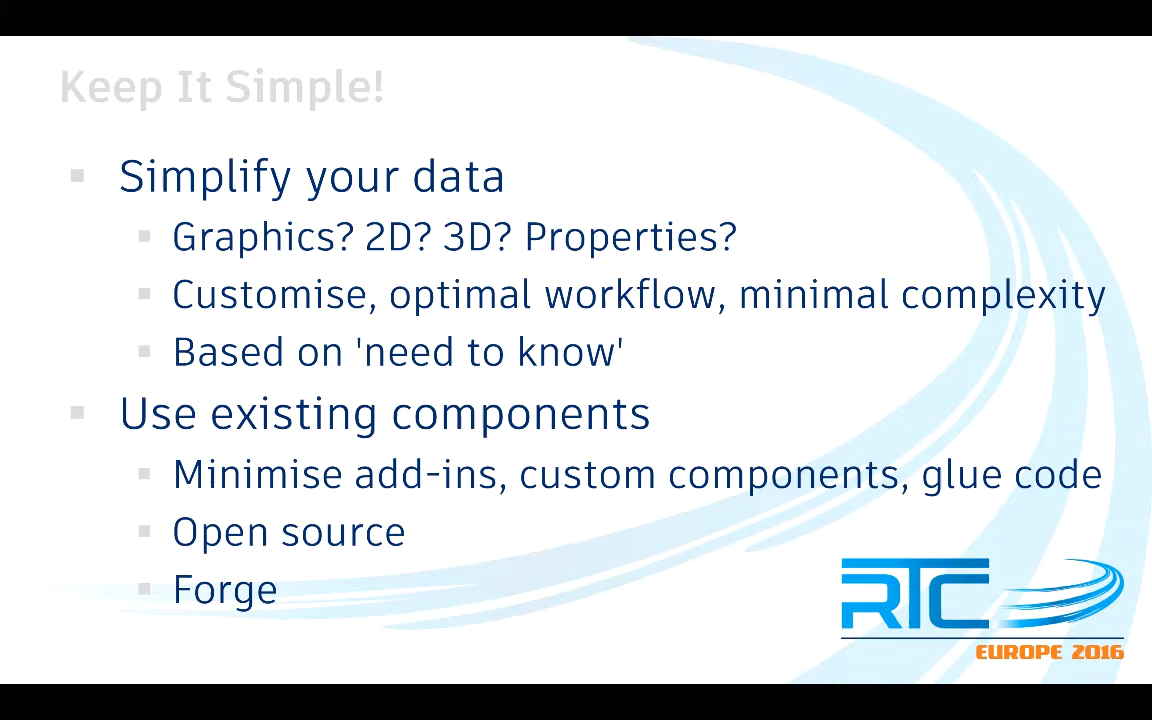 Keep It Simple!
Simplify your data
Graphics? 2D? 3D? Properties?
Customise, optimal workflow, minimal complexity
Based on 'need to know'
Use existing components
Minimise add-ins, custom components, glue code
Open source
Forge
RTC
EUROPE 2016